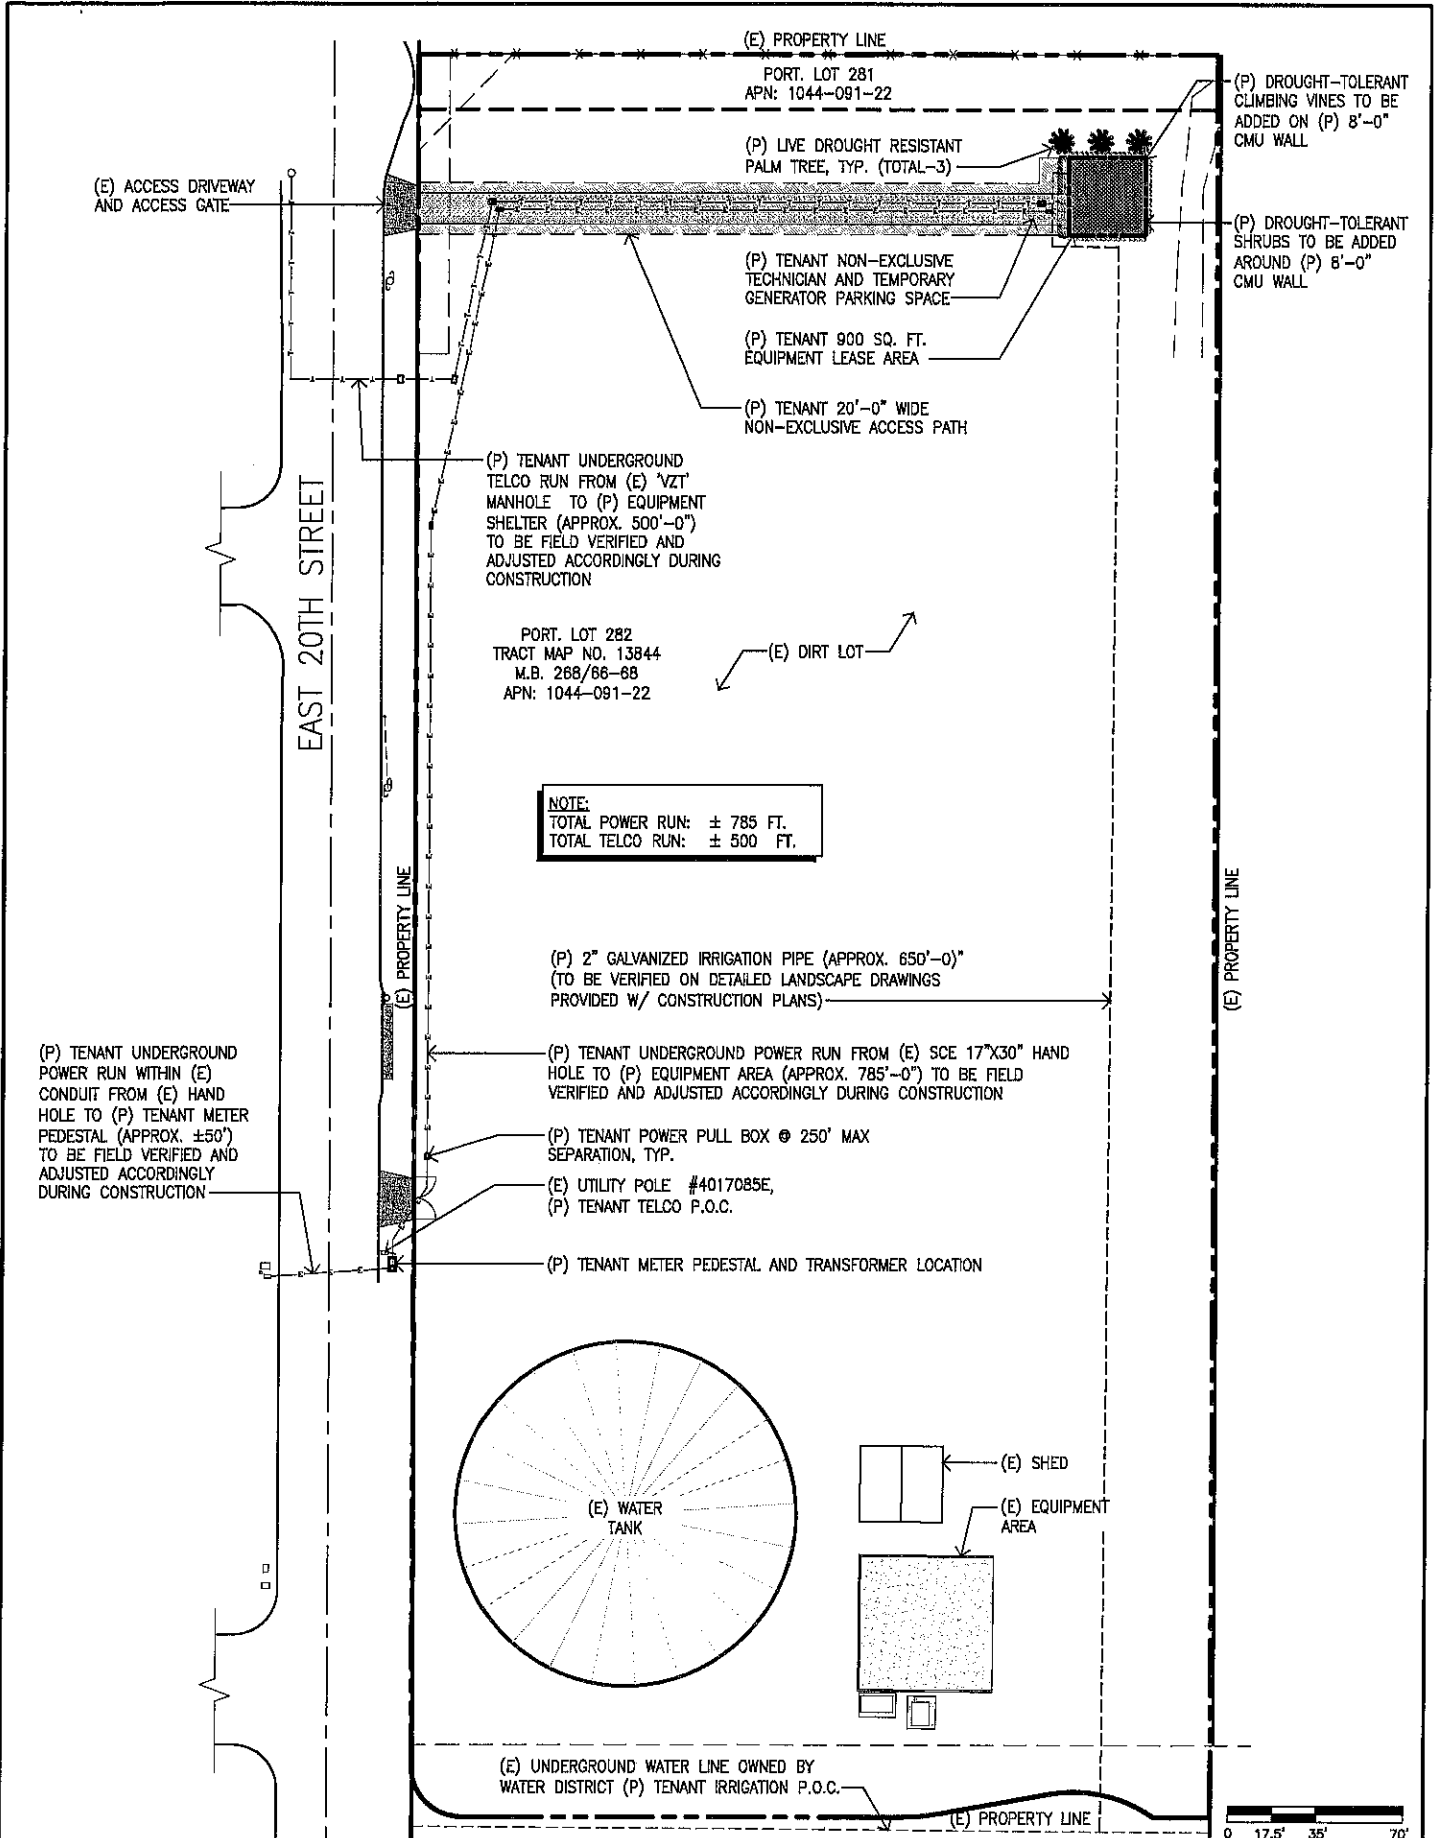 (E) PROPERTY LINE
PORT. LOT 281
APN: 1044-091-22
(P) DROUGHT-TOLERANT
CLIMBING VINES TO BE
ADDED ON (P) 8'-0"
CMU WALL
(P) LIVE DROUGHT RESISTANT
PALM TREE, TYP. (TOTAL-3)
(E) ACCESS DRIVEWAY
AND ACCESS GATE
(P) DROUGHT-TOLERANT
SHRUBS TO BE ADDED
AROUND (P) 8'-0"
CMU WALL
(P) TENANT NON-EXCLUSIVE
TECHNICIAN AND TEMPORARY
GENERATOR PARKING SPACE
(P) TENANT 900 SQ. FT.
EQUIPMENT LEASE AREA
(P) TENANT 20'-0" WIDE
NON-EXCLUSIVE ACCESS PATH
(P) TENANT UNDERGROUND
TELCO RUN FROM (E) 'VZT'
MANHOLE TO (P) EQUIPMENT
SHELTER (APPROX. 500'-0")
TO BE FIELD VERIFIED AND
ADJUSTED ACCORDINGLY DURING
CONSTRUCTION
EAST 20TH STREET
PORT. LOT 282
TRACT MAP NO. 13844
M.B. 268/66-68
APN: 1044-091-22
(E) DIRT LOT
NOTE:
TOTAL POWER RUN: ± 785 FT.
TOTAL TELCO RUN: ± 500 FT.
(E) PROPERTY LINE
(E) PROPERTY LINE
(P) 2" GALVANIZED IRRIGATION PIPE (APPROX. 650'-0)"
(TO BE VERIFIED ON DETAILED LANDSCAPE DRAWINGS
PROVIDED W/ CONSTRUCTION PLANS)
(P) TENANT UNDERGROUND
POWER RUN WITHIN (E)
CONDUIT FROM (E) HAND
HOLE TO (P) TENANT METER
PEDESTAL (APPROX. ±50')
TO BE FIELD VERIFIED AND
ADJUSTED ACCORDINGLY
DURING CONSTRUCTION
(P) TENANT UNDERGROUND POWER RUN FROM (E) SCE 17"X30" HAND
HOLE TO (P) EQUIPMENT AREA (APPROX. 785'-0") TO BE FIELD
VERIFIED AND ADJUSTED ACCORDINGLY DURING CONSTRUCTION
(P) TENANT POWER PULL BOX @ 250' MAX
SEPARATION, TYP.
(E) UTILITY POLE #4017085E,
(P) TENANT TELCO P.O.C.
(P) TENANT METER PEDESTAL AND TRANSFORMER LOCATION
(E) SHED
(E) EQUIPMENT
AREA
(E) WATER
TANK
(E) UNDERGROUND WATER LINE OWNED BY
WATER DISTRICT (P) TENANT IRRIGATION P.O.C.
(E) PROPERTY LINE
0 17.5' 35' 70'